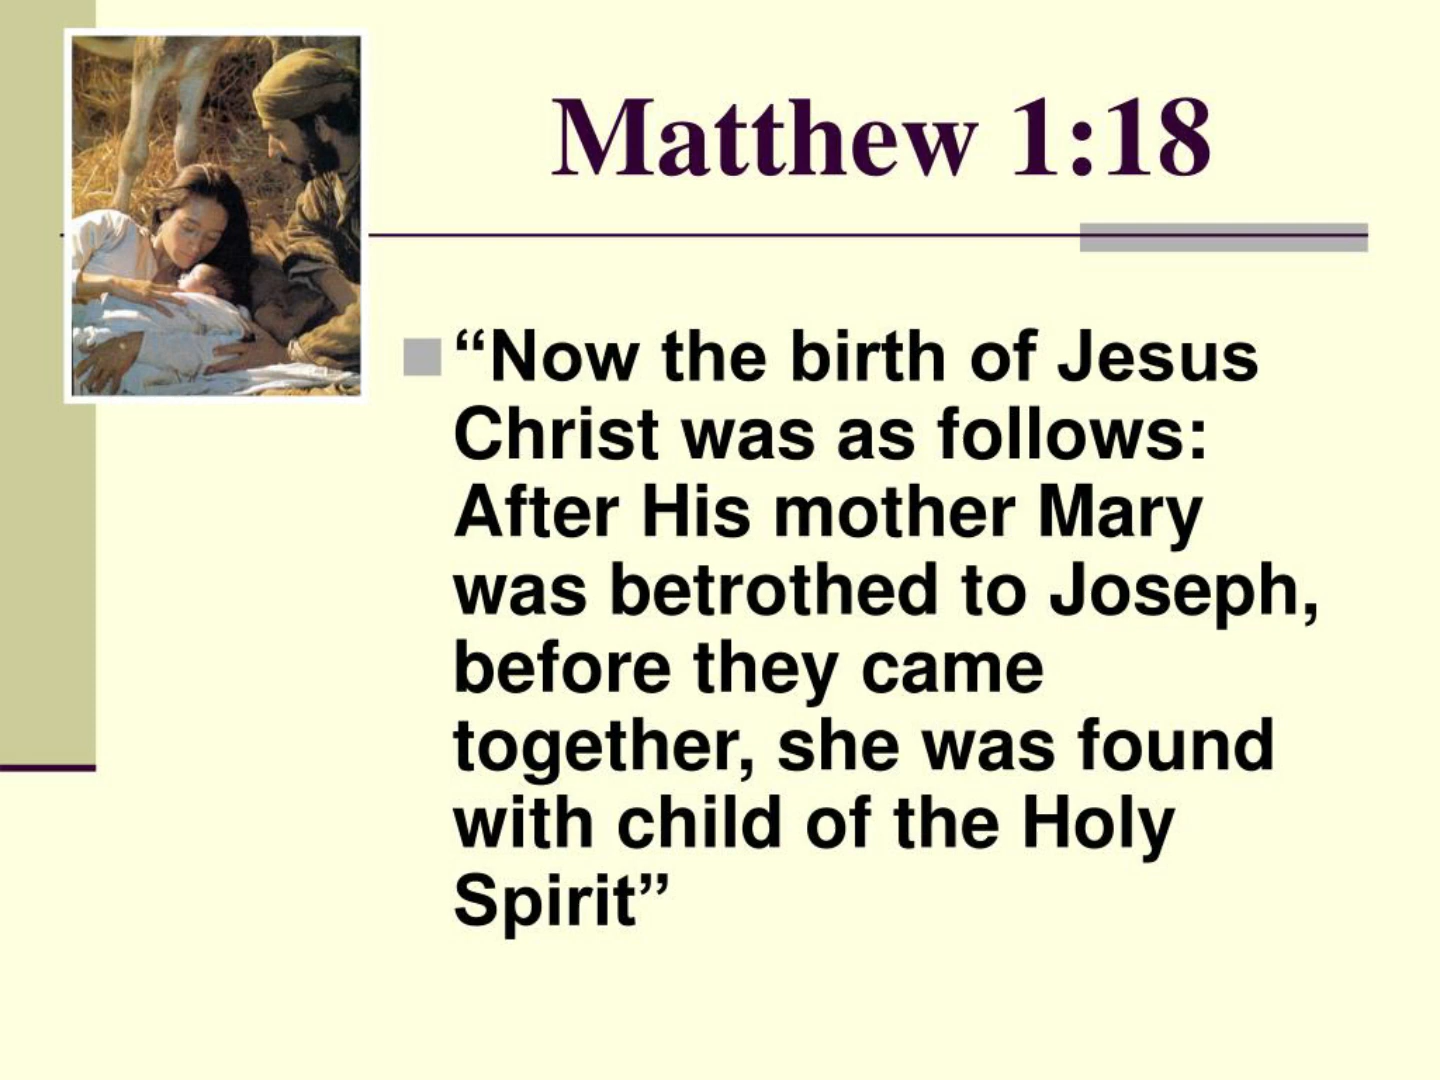 Matthew 1:18
“Now the birth of Jesus
Christ was as follows:
After His mother Mary
was betrothed to Joseph,
before they came
together, she was found
with child of the Holy
Spirit”